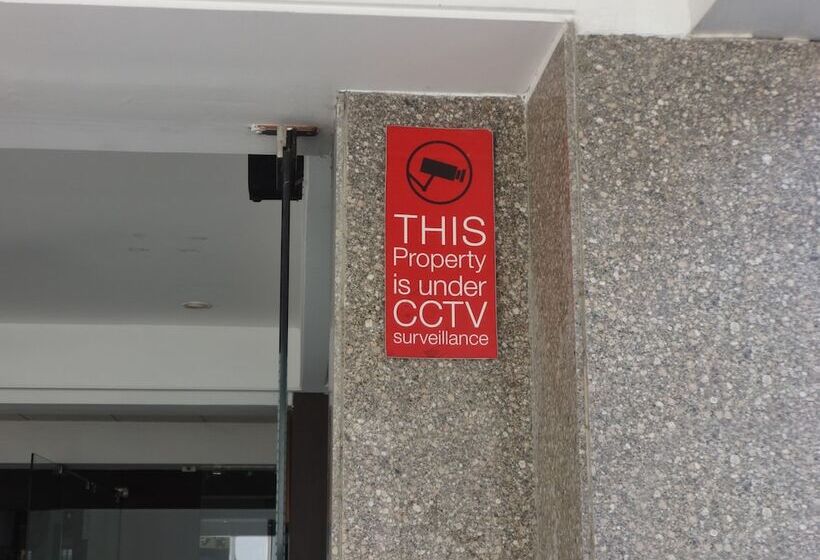 THIS
Property
is under
CCTV
surveillance